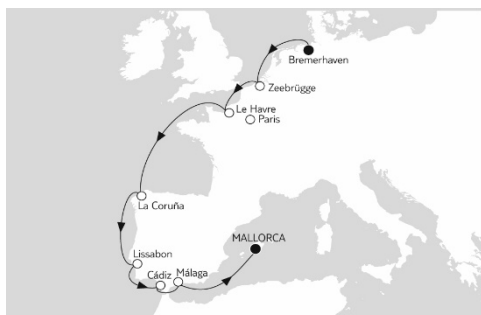 Bremerhaven
Zeebrügge
Le Havre
Paris
La Coruña
MALLORCA
Lissabon
Cádiz
Málaga